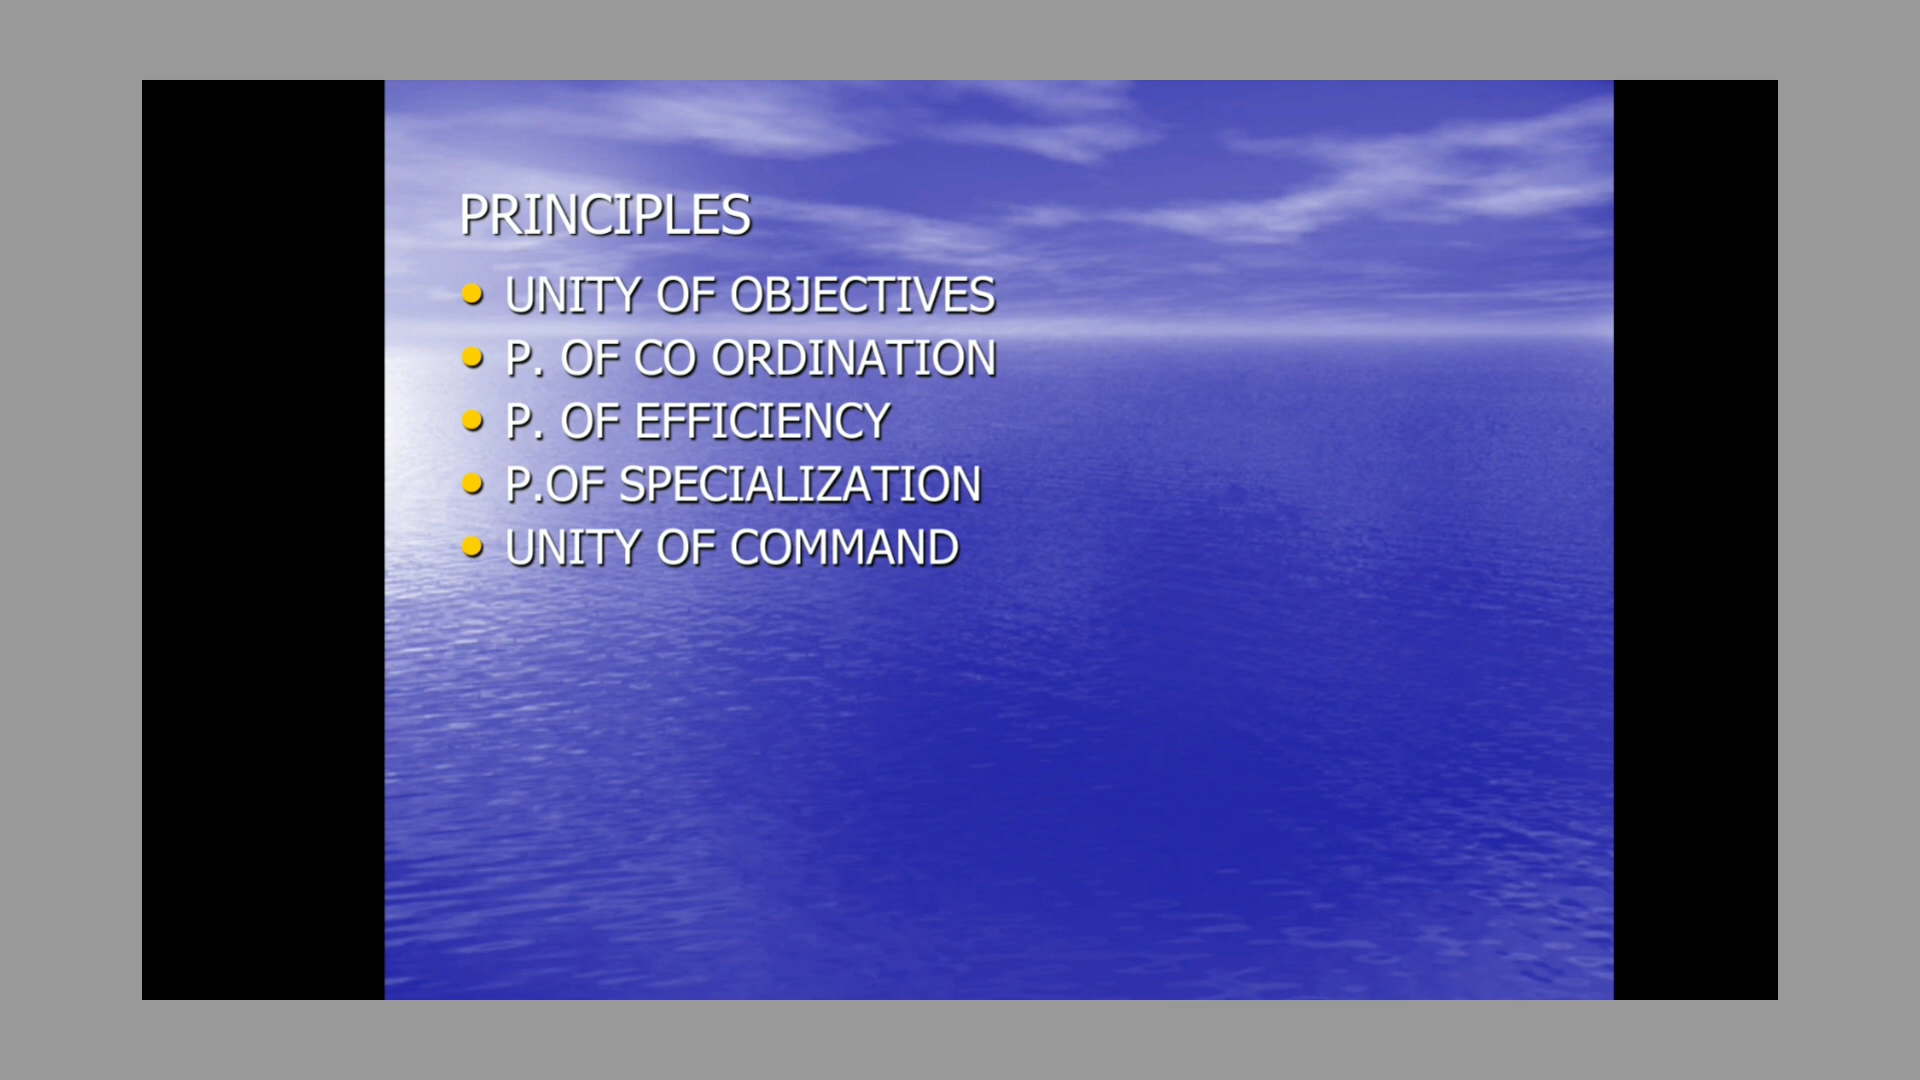 PRINCIPLES
• UNITY OF OBJECTIVES
• P. OF CO ORDINATION
• P. OF EFFICIENCY
• P.OF SPECIALIZATION
• UNITY OF COMMAND